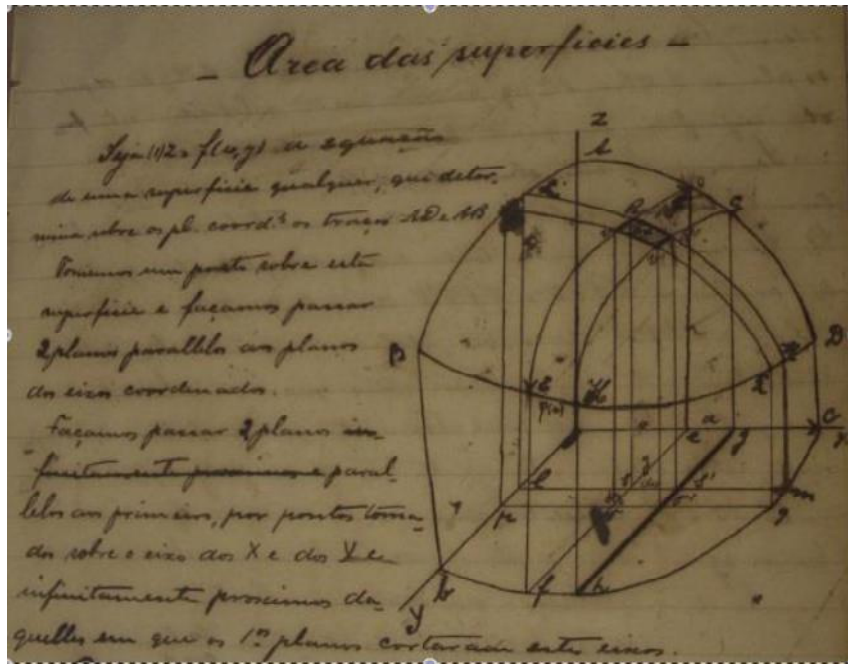 – Area das superficies –
Seja (1) Z = f(x, y) a equação
de uma superficie qualquer, que deter-
mina sobre os pl. coord.s os traços AD e AB
Tomemos um ponto sobre esta
superficie e façamos passar
2 planos parallelos aos planos
dos eixos coordenados.
Façamos passar 2 planos in-
finitamente proximos e paral-
lelos aos primeiros, por pontos toma-
dos sobre o eixo dos X e dos Y e
infinitamente proximos da-
quelles em que os 1.os planos cortaram estes eixos.
z
A
B
D
C
E
y
b
f
h
e
g
m
q